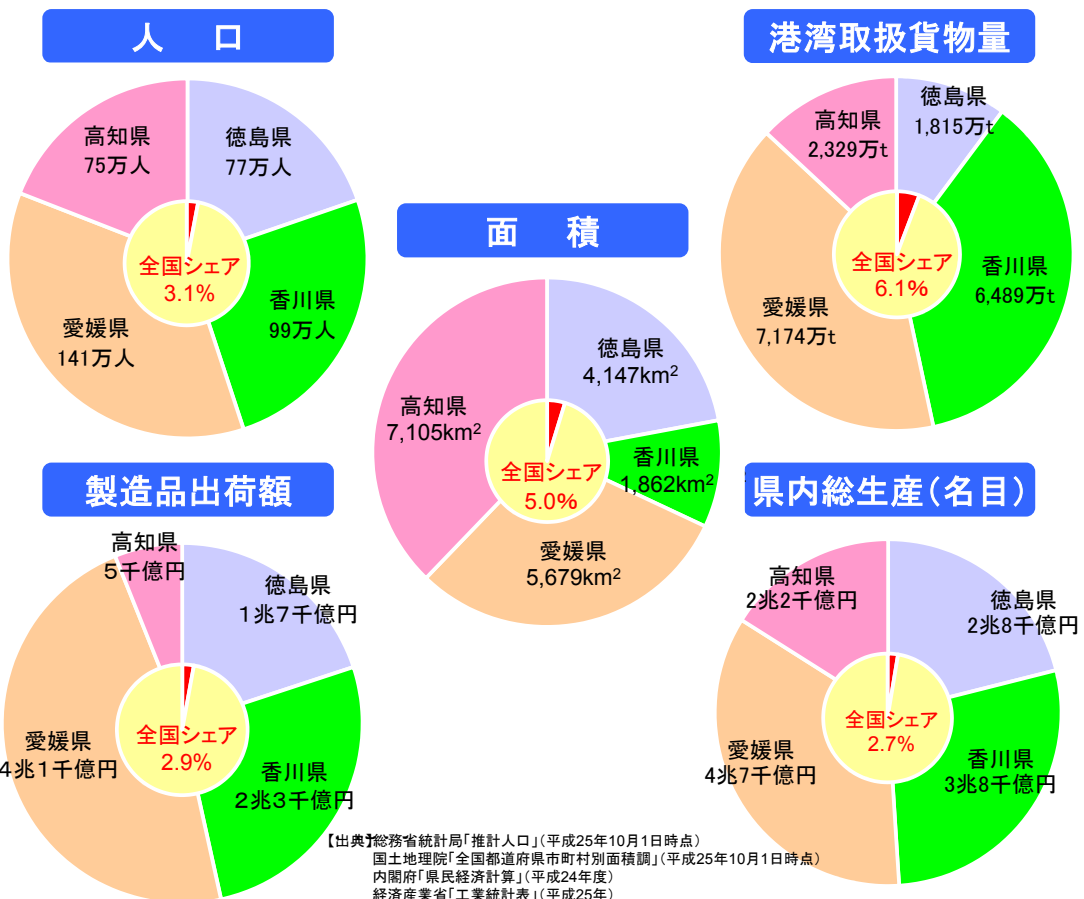 人　口
高知県
75万人
徳島県
77万人
全国シェア
3.1%
香川県
99万人
愛媛県
141万人
港湾取扱貨物量
徳島県
1,815万t
高知県
2,329万t
全国シェア
6.1%
香川県
6,489万t
愛媛県
7,174万t
面　積
徳島県
4,147km²
高知県
7,105km²
香川県
1,862km²
全国シェア
5.0%
愛媛県
5,679km²
製造品出荷額
高知県
5千億円
徳島県
1兆7千億円
全国シェア
2.9%
愛媛県
4兆1千億円
香川県
2兆3千億円
県内総生産(名目)
高知県
2兆2千億円
徳島県
2兆8千億円
全国シェア
2.7%
愛媛県
4兆7千億円
香川県
3兆8千億円
【出典】総務省統計局「推計人口」(平成25年10月1日時点)
国土地理院「全国都道府県市町村別面積調」(平成25年10月1日時点)
内閣府「県民経済計算」(平成24年度)
経済産業省「工業統計表」(平成25年)